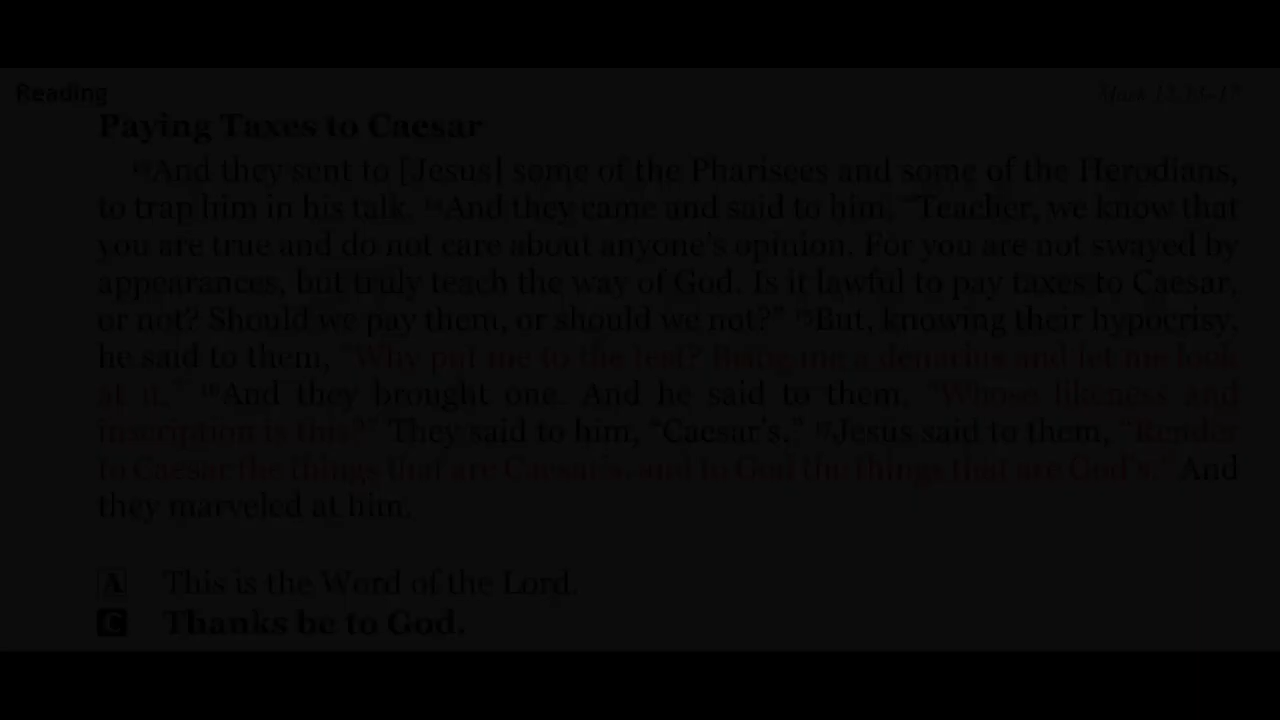 Reading Mark 12:13–17
Paying Taxes to Caesar
¹³And they sent to [Jesus] some of the Pharisees and some of the Herodians,
to trap him in his talk. ¹⁴And they came and said to him, “Teacher, we know that
you are true and do not care about anyone’s opinion. For you are not swayed by
appearances, but truly teach the way of God. Is it lawful to pay taxes to Caesar,
or not? Should we pay them, or should we not?” ¹⁵But, knowing their hypocrisy,
he said to them, “Why put me to the test? Bring me a denarius and let me look
at it.” ¹⁶And they brought one. And he said to them, “Whose likeness and
inscription is this?” They said to him, “Caesar’s.” ¹⁷Jesus said to them, “Render
to Caesar the things that are Caesar’s, and to God the things that are God’s.” And
they marveled at him.
A This is the Word of the Lord.
C Thanks be to God.